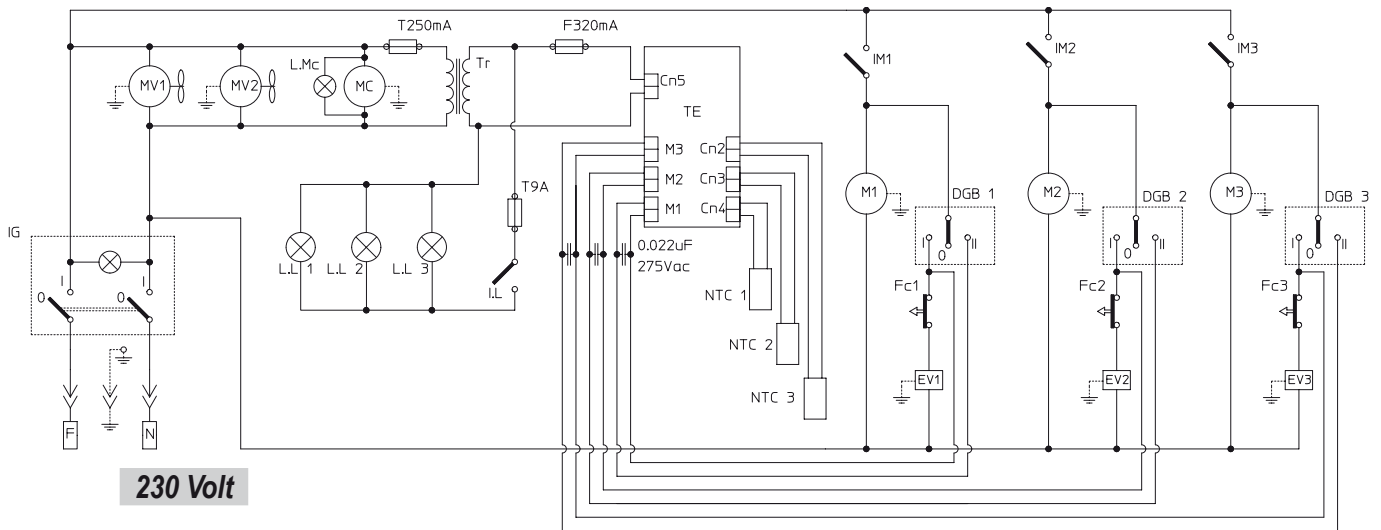 T250mA
F320mA
L.Mc
Tr
MV1
MV2
MC
Cn5
TE
IM1
IM2
IM3
M3
Cn2
M2
Cn3
M1
Cn4
T9A
M1
M2
M3
DGB 1
DGB 2
DGB 3
IG
I
I
0
0
L.L 1
L.L 2
L.L 3
I.L
0.022uF
275Vac
I
0
II
I
0
II
I
0
II
NTC 1
NTC 2
NTC 3
Fc1
Fc2
Fc3
EV1
EV2
EV3
F
N
230 Volt